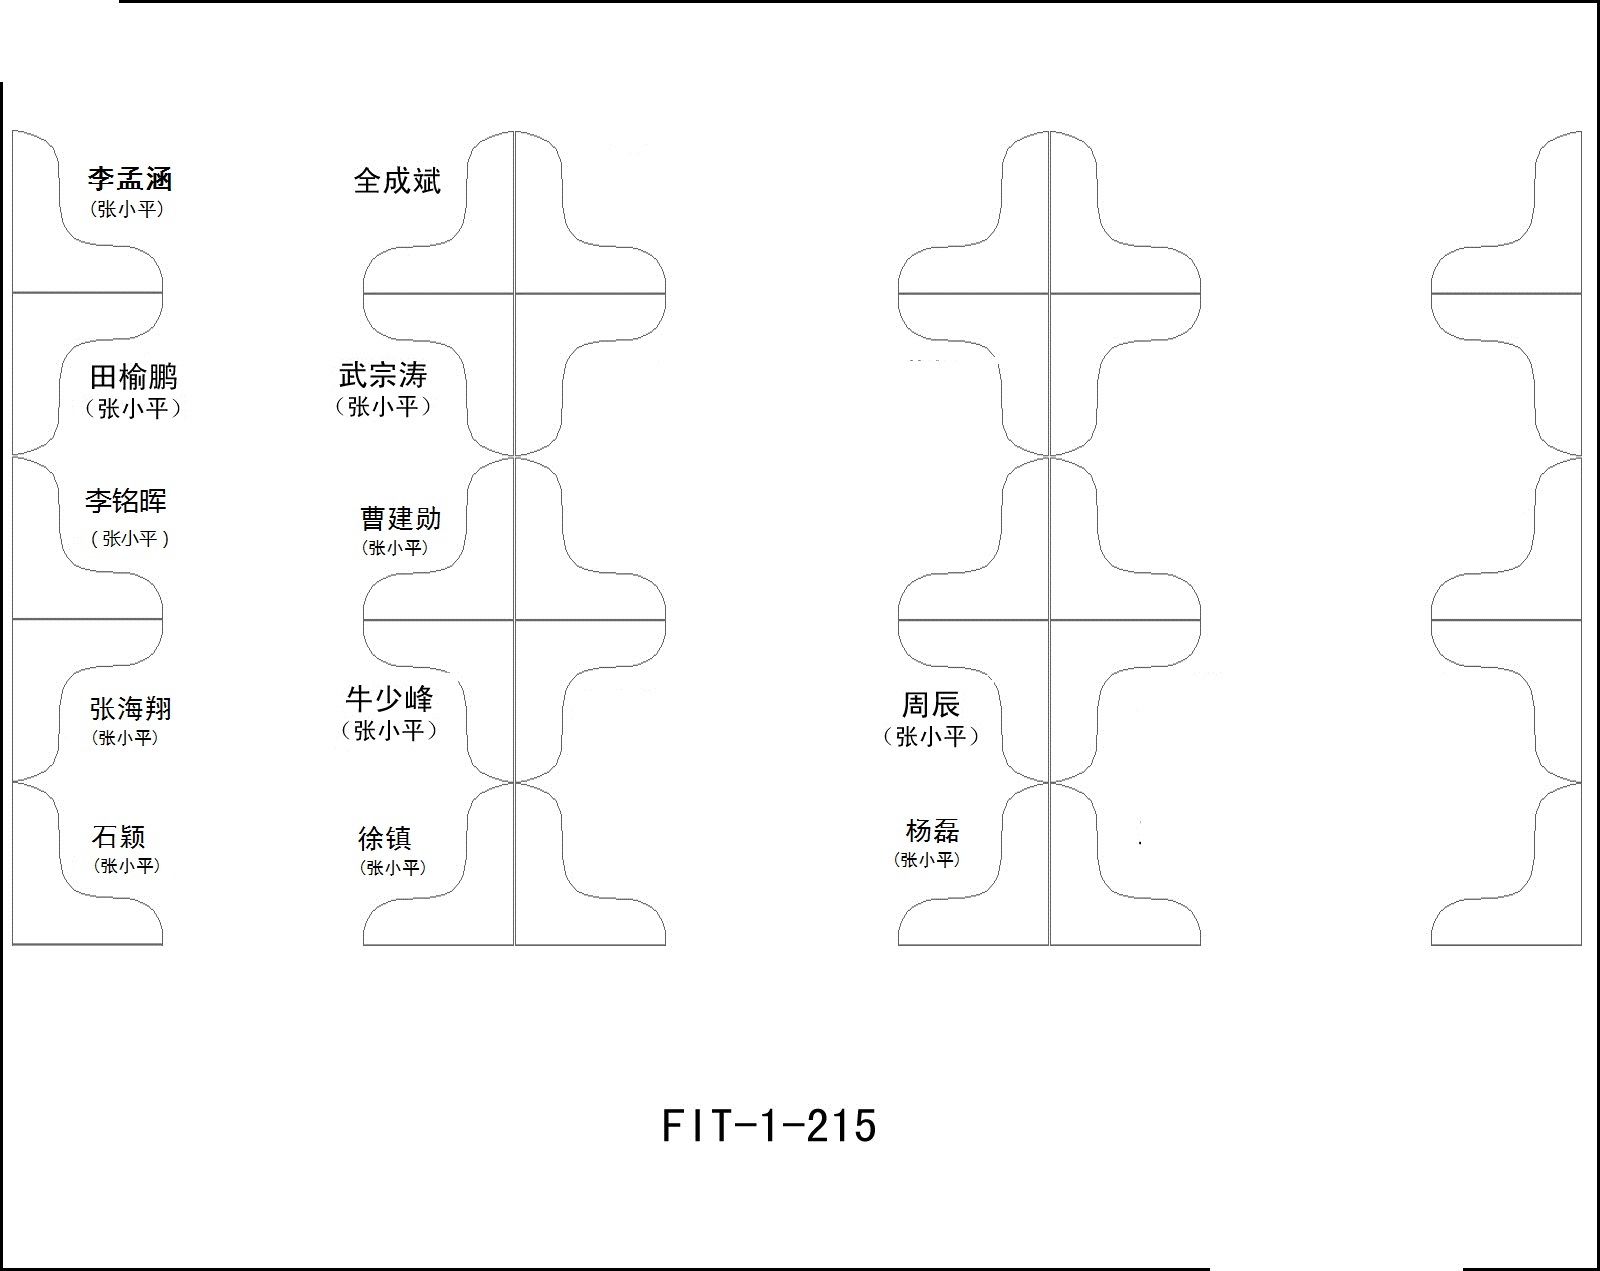 李孟涵
(张小平)
全成斌
田榆鹏
（张小平）
武宗涛
（张小平）
李铭晖
（张小平）
曹建勋
(张小平)
张海翔
(张小平)
牛少峰
（张小平）
周辰
（张小平）
石颖
(张小平)
徐镇
(张小平)
杨磊
(张小平)
FIT-1-215